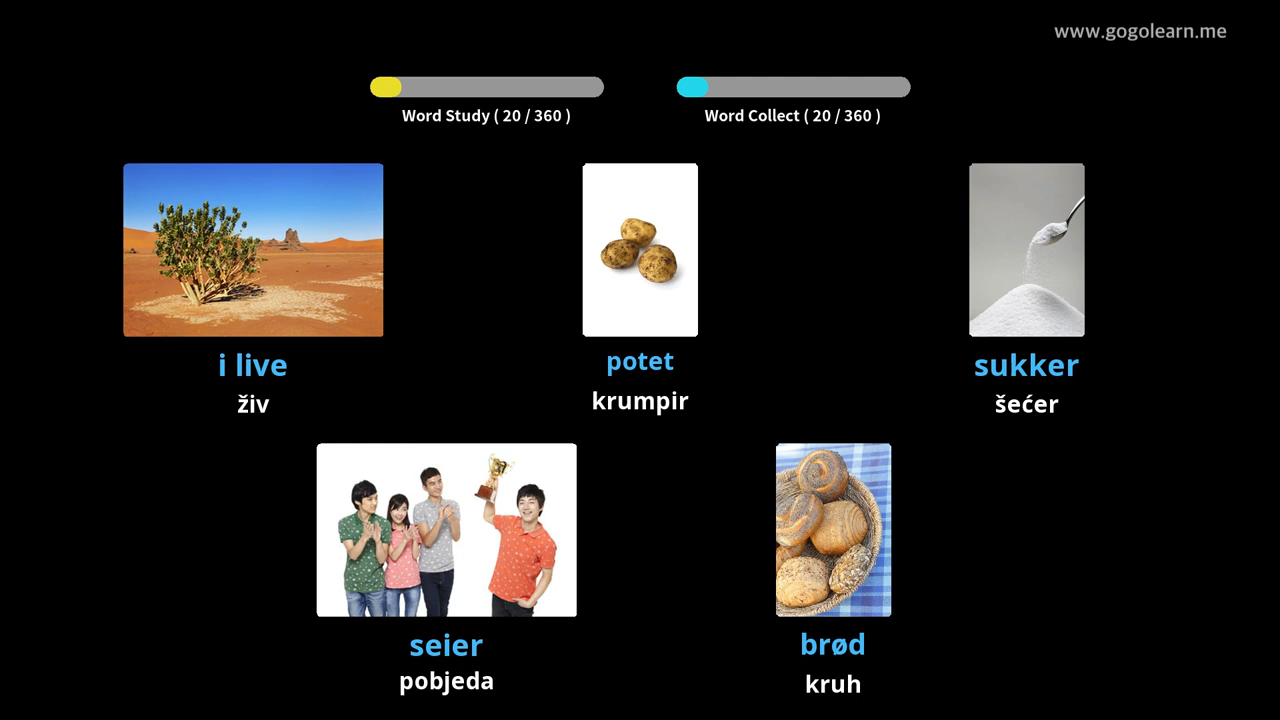 www.gogolearn.me
Word Study ( 20 / 360 )
Word Collect ( 20 / 360 )
i live
živ
potet
krumpir
sukker
šećer
seier
pobjeda
brød
kruh